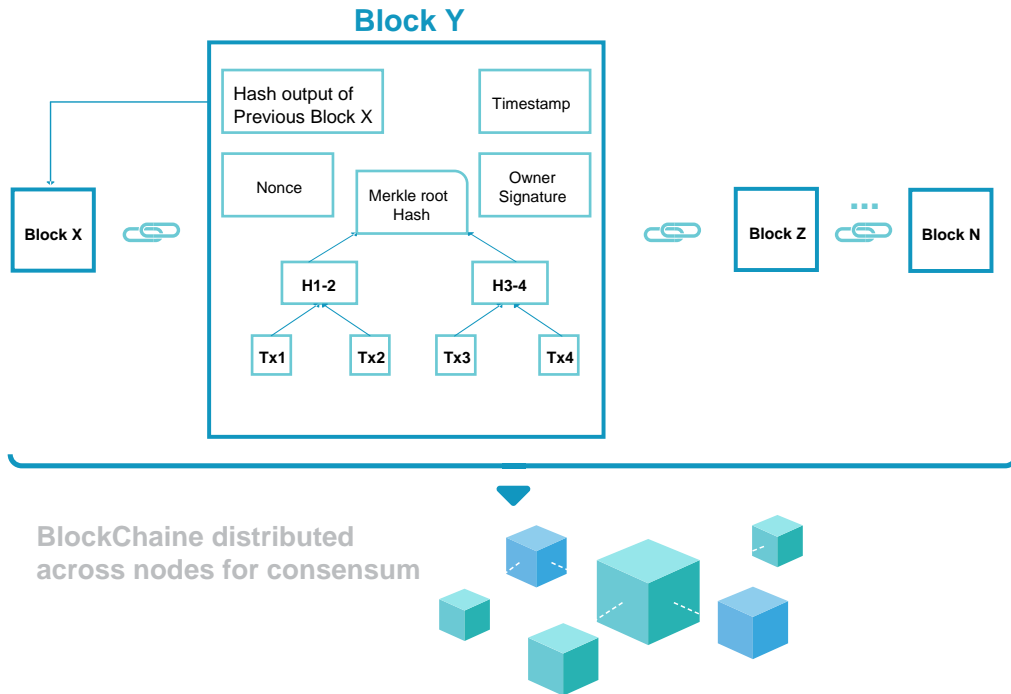 Block Y
Hash output of
Previous Block X
Timestamp
Nonce
Merkle root
Hash
Owner
Signature
Block X
Block Z
...
Block N
H1-2
H3-4
Tx1
Tx2
Tx3
Tx4
BlockChaine distributed
across nodes for consensum